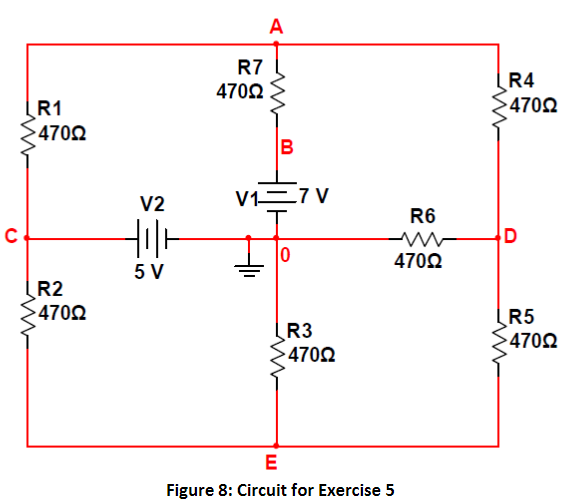 A
R7
470Ω
R4
470Ω
R1
470Ω
B
V1
7 V
V2
R6
C
D
0
5 V
470Ω
R2
470Ω
R5
470Ω
R3
470Ω
E
Figure 8: Circuit for Exercise 5